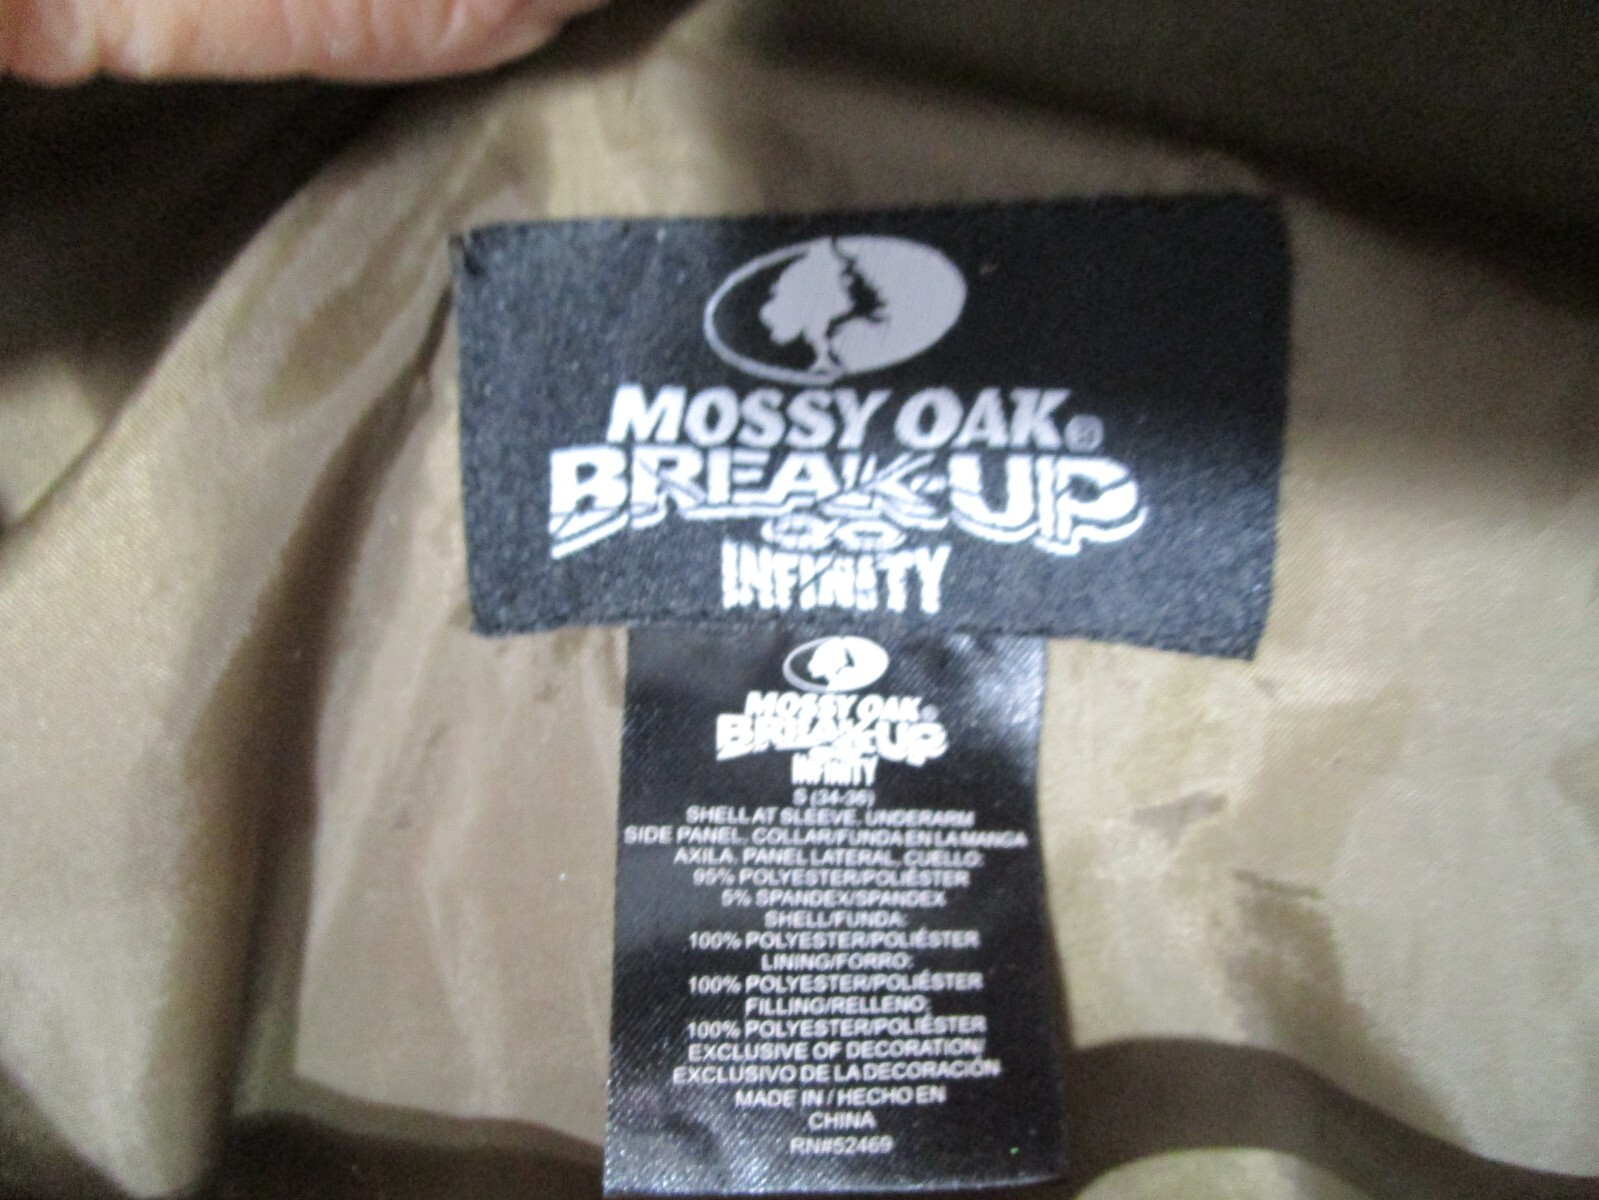 MOSSY OAK®
BREAK-UP
INFINITY
MOSSY OAK®
BREAK-UP
INFINITY
S (34-36)
SHELL AT SLEEVE, UNDERARM
SIDE PANEL, COLLAR/FUNDA EN LA MANGA
AXILA, PANEL LATERAL, CUELLO:
95% POLYESTER/POLIÉSTER
5% SPANDEX/SPANDEX
SHELL/FUNDA:
100% POLYESTER/POLIÉSTER
LINING/FORRO:
100% POLYESTER/POLIÉSTER
FILLING/RELLENO:
100% POLYESTER/POLIÉSTER
EXCLUSIVE OF DECORATION/
EXCLUSIVO DE LA DECORACIÓN
MADE IN / HECHO EN
CHINA
RN#52469